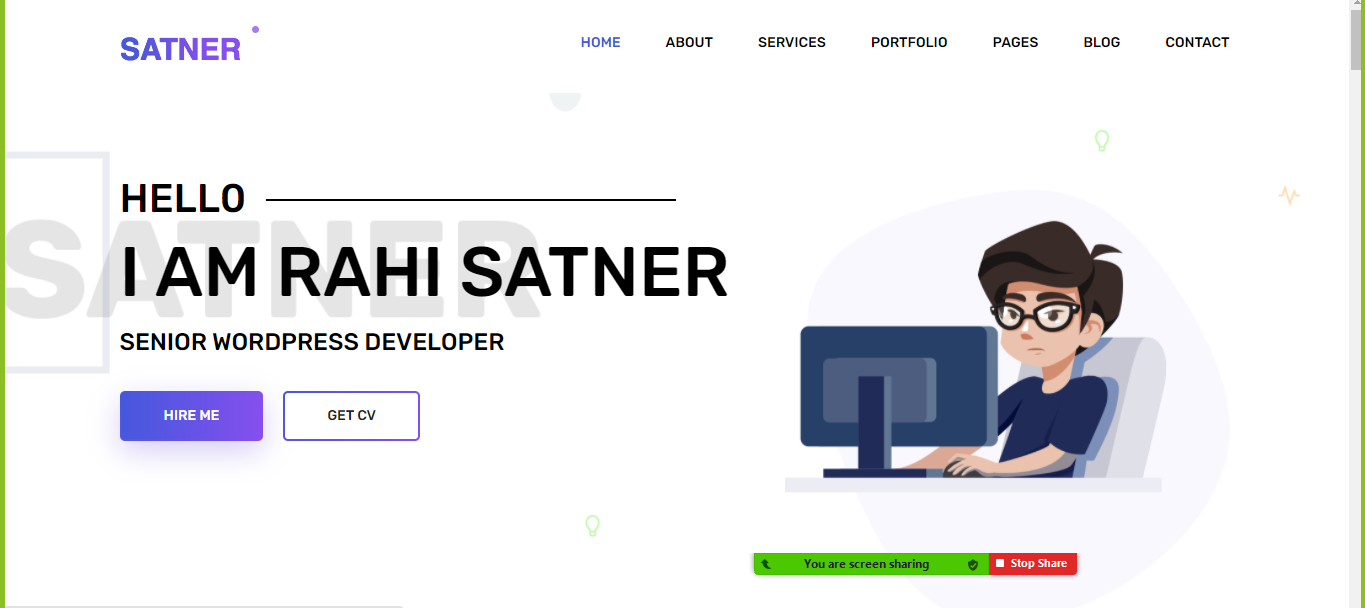 SATNER
HOME ABOUT SERVICES PORTFOLIO PAGES BLOG CONTACT
HELLO
SATNER
I AM RAHI SATNER
SENIOR WORDPRESS DEVELOPER
HIRE ME GET CV
You are screen sharing Stop Share